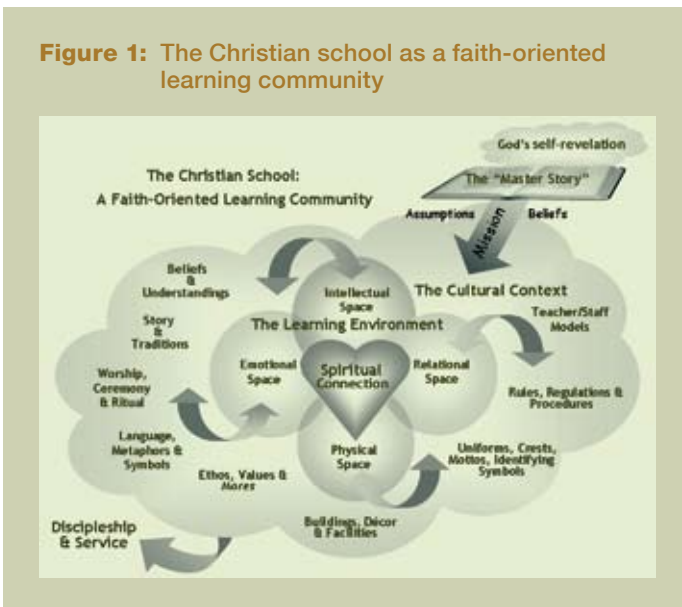 Figure 1: The Christian school as a faith-oriented
learning community
God's self-revelation
The "Master Story"
The Christian School:
A Faith-Oriented Learning Community
Assumptions
Beliefs
Mission
Beliefs
&
Understandings
Intellectual
Space
The Cultural Context
Story
&
Traditions
The Learning Environment
Teacher/Staff
Models
Worship,
Ceremony
& Ritual
Emotional
Space
Spiritual
Connection
Relational
Space
Rules, Regulations &
Procedures
Language,
Metaphors &
Symbols
Ethos, Values &
Mores
Physical
Space
Uniforms, Crests,
Mottos, Identifying
Symbols
Buildings, Décor
& Facilities
Discipleship
& Service